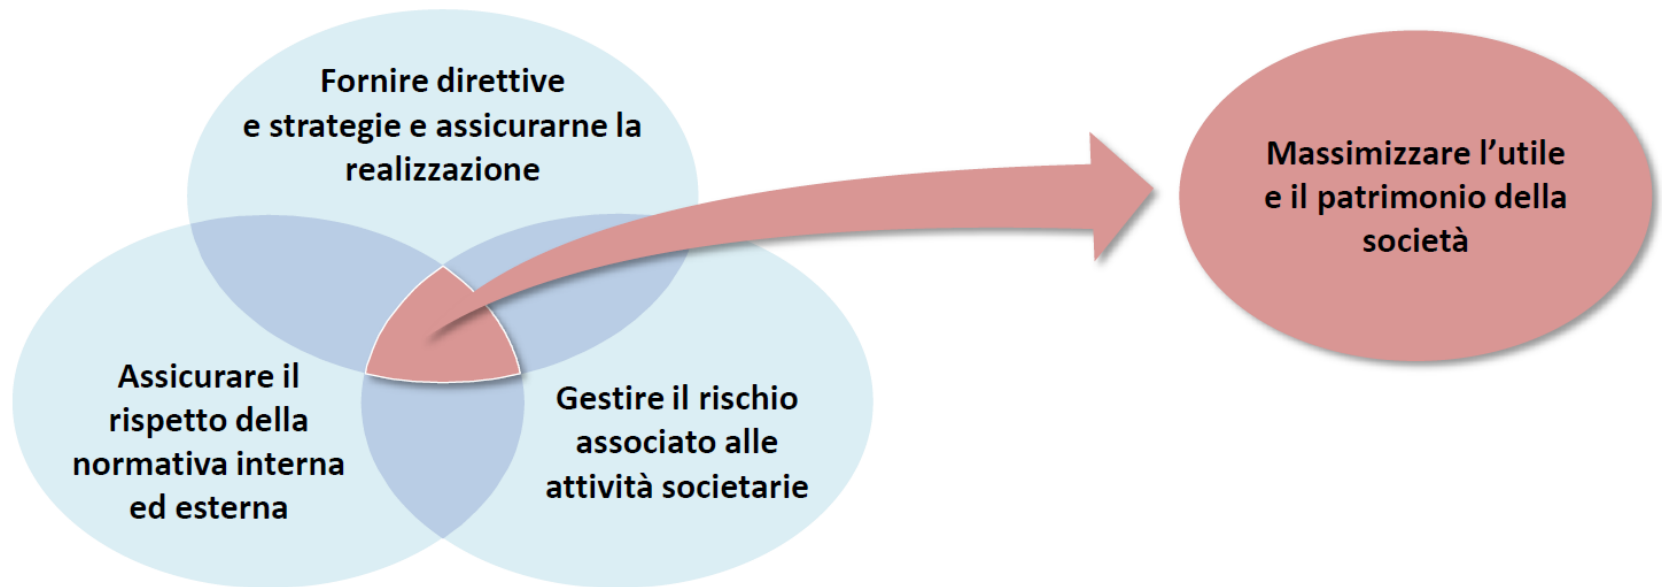 Fornire direttive
e strategie e assicurarne la
realizzazione
Massimizzare l'utile
e il patrimonio della
società
Assicurare il
rispetto della
normativa interna
ed esterna
Gestire il rischio
associato alle
attività societarie